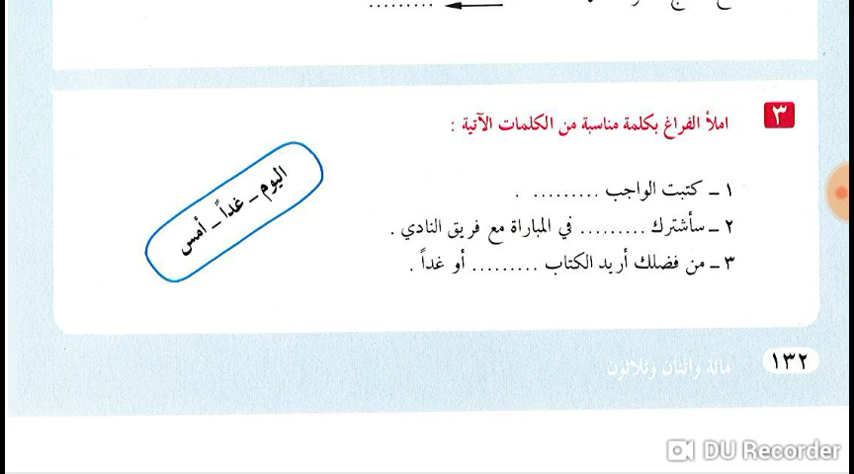 ..........
٣
املأ الفراغ بكلمة مناسبة من الكلمات الآتية :
اليوم - غداً - أمس
١ - كتبت الواجب .......... .
٢ - سأشترك .......... في المباراة مع فريق النادي .
٣ - من فضلك أريد الكتاب .......... أو غداً .
١٣٢
مائة واثنان وثلاثون
DU Recorder